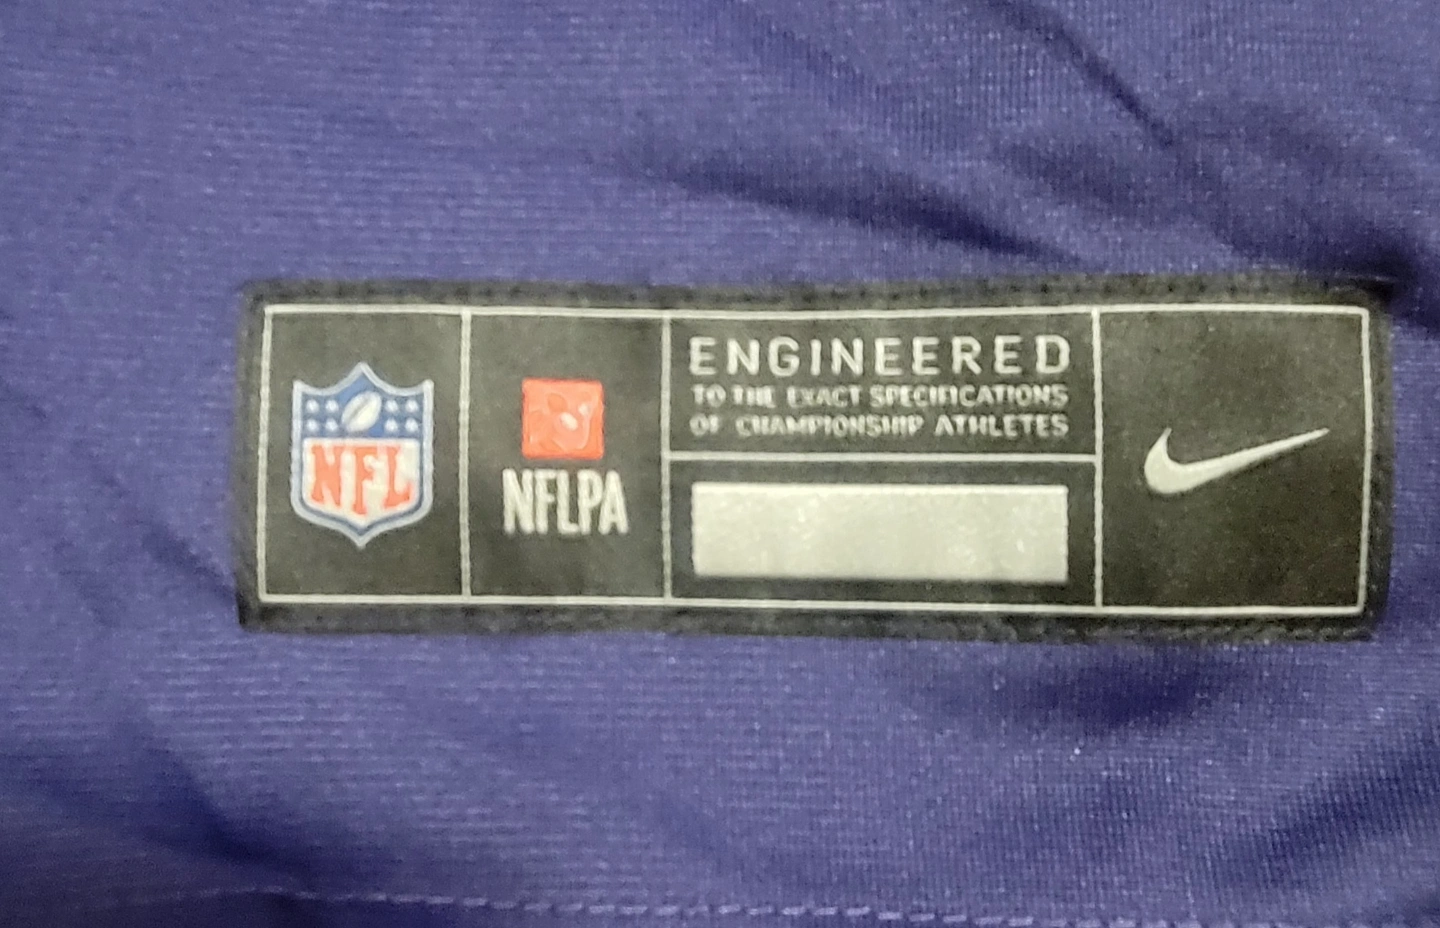 NFL
NFLPA
ENGINEERED
TO THE EXACT SPECIFICATIONS
OF CHAMPIONSHIP ATHLETES